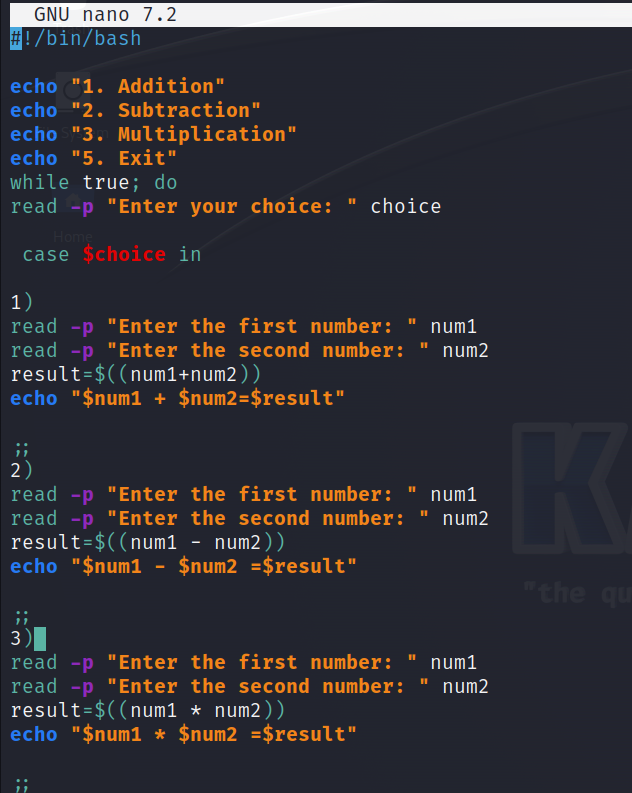 GNU nano 7.2
#!/bin/bash
echo "1. Addition"
echo "2. Subtraction"
echo "3. Multiplication"
echo "5. Exit"
while true; do
read -p "Enter your choice: " choice
case $choice in
1)
read -p "Enter the first number: " num1
read -p "Enter the second number: " num2
result=$((num1+num2))
echo "$num1 + $num2=$result"
;;
2)
read -p "Enter the first number: " num1
read -p "Enter the second number: " num2
result=$((num1 - num2))
echo "$num1 - $num2 =$result"
;;
3)
read -p "Enter the first number: " num1
read -p "Enter the second number: " num2
result=$((num1 * num2))
echo "$num1 * $num2 =$result"
;;
Home
"the qu